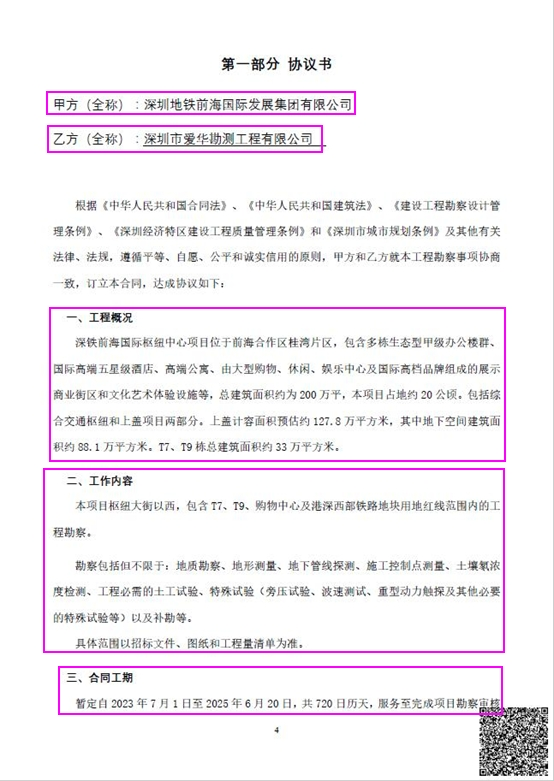 第一部分 协议书
甲方（全称）：深圳地铁前海国际发展集团有限公司
乙方（全称）：深圳市爱华勘测工程有限公司
根据《中华人民共和国合同法》、《中华人民共和国建筑法》、《建设工程勘察设计管
理条例》、《深圳经济特区建设工程质量管理条例》和《深圳市城市规划条例》及其他有关
法律、法规，遵循平等、自愿、公平和诚实信用的原则，甲方和乙方就本工程勘察事项协商
一致，订立本合同，达成协议如下：
一、工程概况
深铁前海国际枢纽中心项目位于前海合作区桂湾片区，包含多栋生态型甲级办公楼群、
国际高端五星级酒店、高端公寓、由大型购物、休闲、娱乐中心及国际高档品牌组成的展示
商业街区和文化艺术体验设施等，总建筑面积约为 200 万平，本项目占地约 20 公顷。包括综
合交通枢纽和上盖项目两部分。上盖计容面积预估约 127.8 万平方米，其中地下空间建筑面
积约 88.1 万平方米。T7、T9 栋总建筑面积约 33 万平方米。
二、工作内容
本项目枢纽大街以西，包含 T7、T9、购物中心及港深西部铁路地块用地红线范围内的工
程勘察。
勘察包括但不限于：地质勘察、地形测量、地下管线探测、施工控制点测量、土壤氡浓
度检测、工程必需的土工试验、特殊试验（旁压试验、波速测试、重型动力触探及其他必要
的特殊试验等）以及补勘等。
具体范围以招标文件、图纸和工程量清单为准。
三、合同工期
暂定自 2023 年 7 月 1 日至 2025 年 6 月 20 日，共 720 日历天，服务至完成项目勘察审核
4